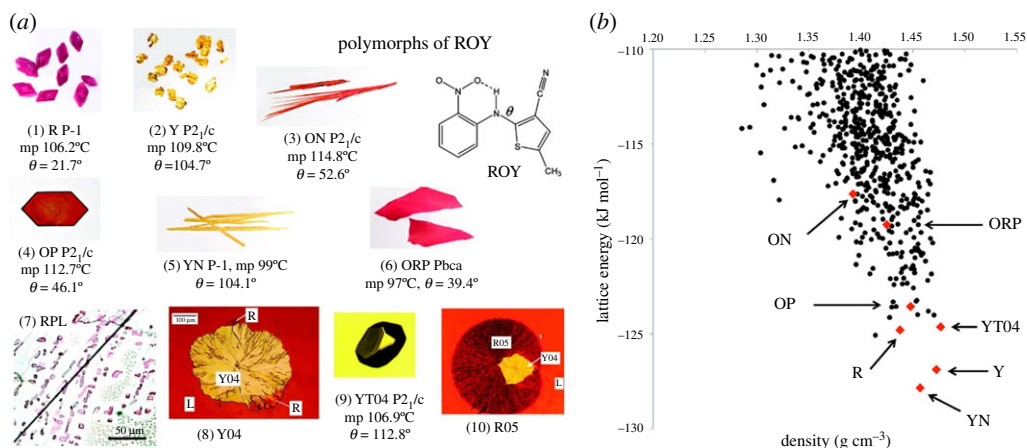 (a)
polymorphs of ROY
(1) R P-1
mp 106.2ºC
θ = 21.7º
(2) Y P2₁/c
mp 109.8ºC
θ =104.7º
(3) ON P2₁/c
mp 114.8ºC
θ = 52.6º
O
N
O
H
N
θ
N
S
CH₃
ROY
(4) OP P2₁/c
mp 112.7ºC
θ = 46.1º
(5) YN P-1, mp 99ºC
θ = 104.1º
(6) ORP Pbca
mp 97ºC, θ = 39.4º
(7) RPL
50 µm
100 µm
R
Y04
L
R
(8) Y04
(9) YT04 P2₁/c
mp 106.9ºC
θ = 112.8º
R05
Y04
L
(10) R05
(b)
1.20 1.25 1.30 1.35 1.40 1.45 1.50 1.55
–110
–115
–120
–125
–130
lattice energy (kJ mol⁻¹)
ON
ORP
OP
YT04
R
Y
YN
density (g cm⁻³)